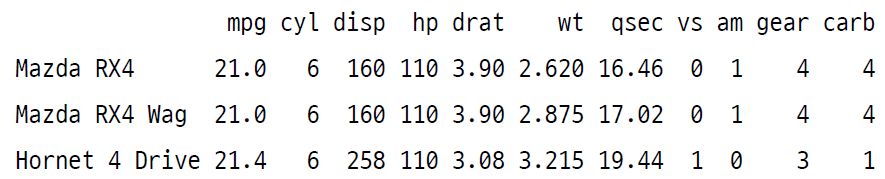 mpg cyl disp hp drat wt qsec vs am gear carb
Mazda RX4 21.0 6 160 110 3.90 2.620 16.46 0 1 4 4
Mazda RX4 Wag 21.0 6 160 110 3.90 2.875 17.02 0 1 4 4
Hornet 4 Drive 21.4 6 258 110 3.08 3.215 19.44 1 0 3 1